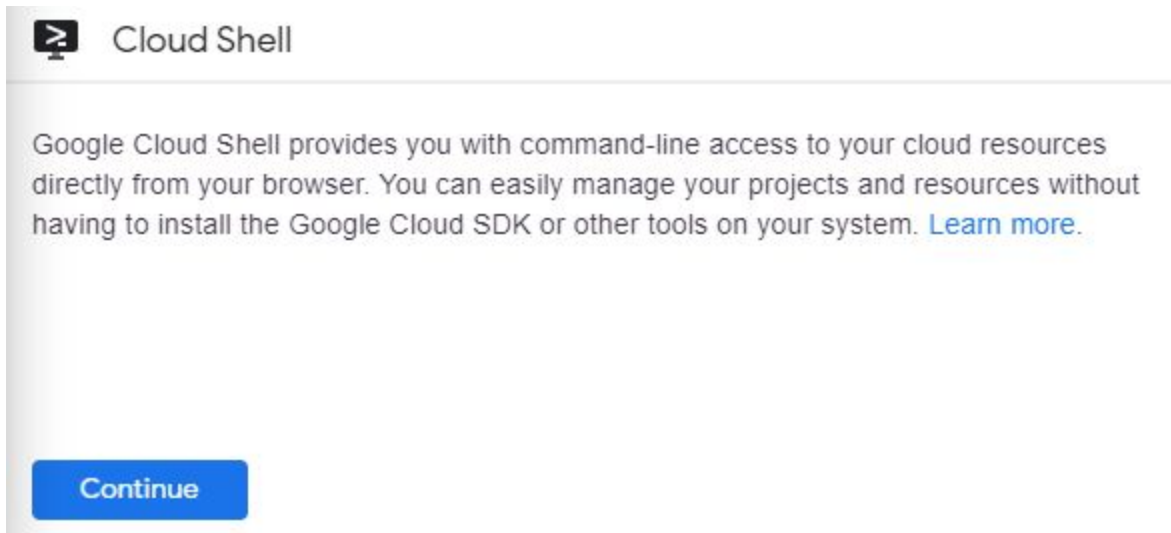 Cloud Shell
Google Cloud Shell provides you with command-line access to your cloud resources
directly from your browser. You can easily manage your projects and resources without
having to install the Google Cloud SDK or other tools on your system. Learn more.
Continue